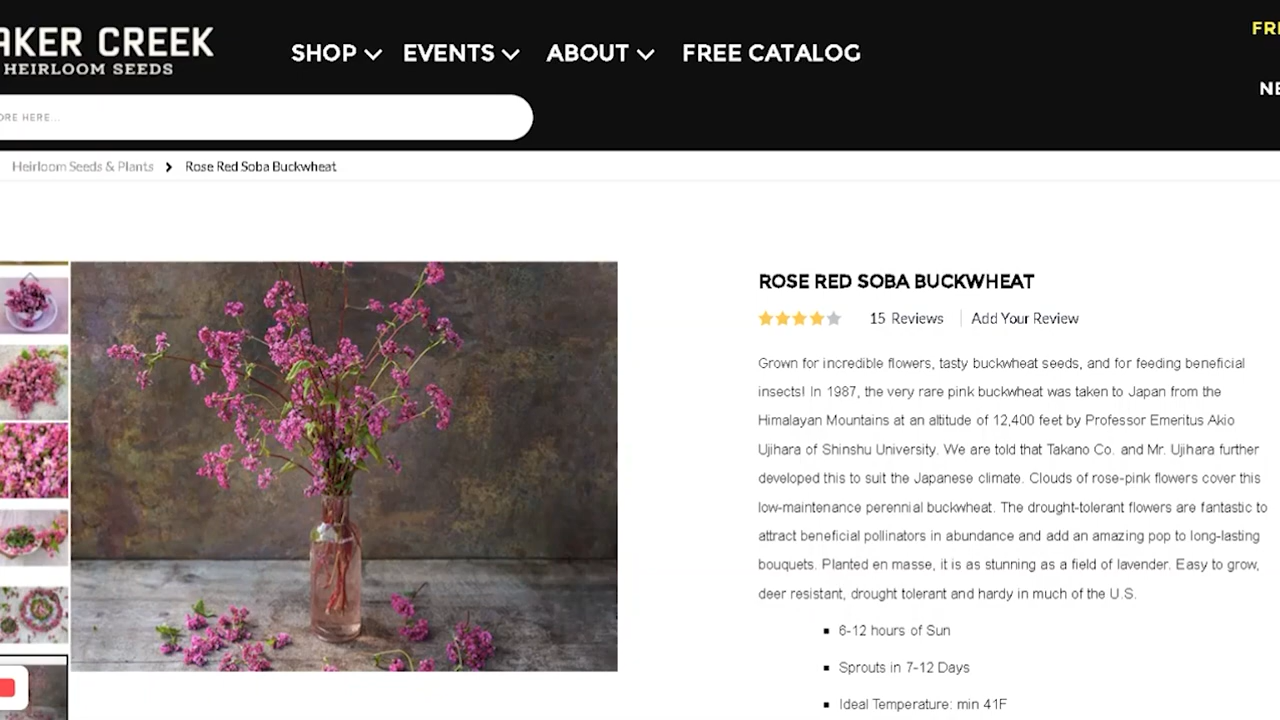 AKER CREEK
HEIRLOOM SEEDS
SHOP EVENTS ABOUT FREE CATALOG
ORE HERE...
Heirloom Seeds & Plants Rose Red Soba Buckwheat
ROSE RED SOBA BUCKWHEAT
15 Reviews Add Your Review
Grown for incredible flowers, tasty buckwheat seeds, and for feeding beneficial
insects! In 1987, the very rare pink buckwheat was taken to Japan from the
Himalayan Mountains at an altitude of 12,400 feet by Professor Emeritus Akio
Ujihara of Shinshu University. We are told that Takano Co. and Mr. Ujihara further
developed this to suit the Japanese climate. Clouds of rose-pink flowers cover this
low-maintenance perennial buckwheat. The drought-tolerant flowers are fantastic to
attract beneficial pollinators in abundance and add an amazing pop to long-lasting
bouquets. Planted en masse, it is as stunning as a field of lavender. Easy to grow,
deer resistant, drought tolerant and hardy in much of the U.S.
6-12 hours of Sun
Sprouts in 7-12 Days
Ideal Temperature: min 41F